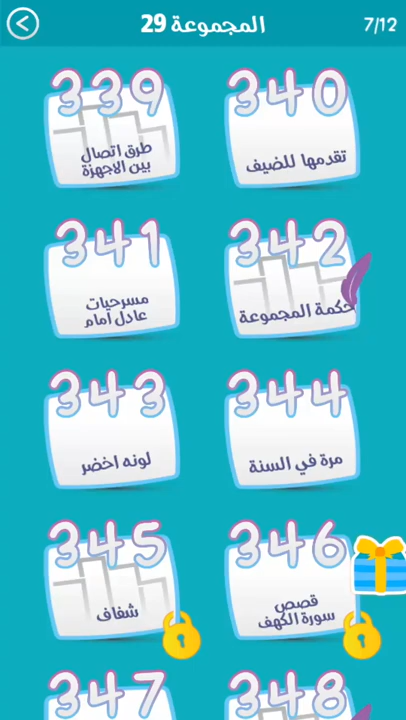 المجموعة 29
7/12
340
تقدمها للضيف
339
طرق اتصال
بين الاجهزة
342
حكمة المجموعة
341
مسرحيات
عادل امام
344
مرة في السنة
343
لونه اخضر
346
قصص
سورة الكهف
345
شفاف
348
347